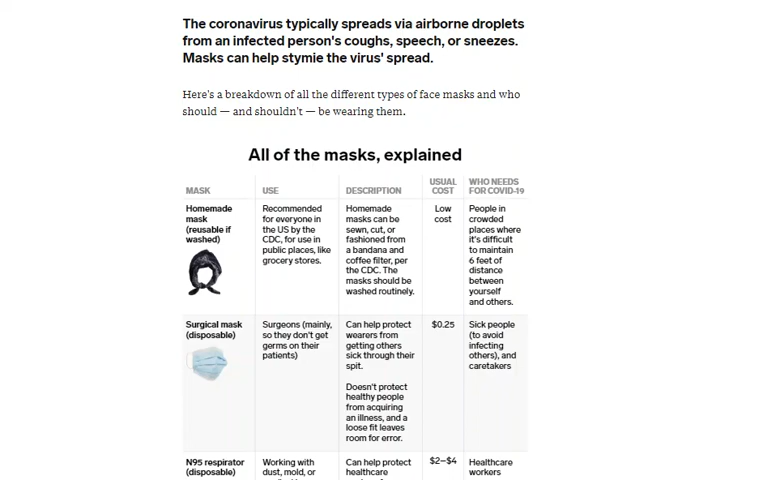 The coronavirus typically spreads via airborne droplets
from an infected person's coughs, speech, or sneezes.
Masks can help stymie the virus' spread.
Here's a breakdown of all the different types of face masks and who
should — and shouldn't — be wearing them.
All of the masks, explained
MASK
USE
DESCRIPTION
USUAL
COST
WHO NEEDS
FOR COVID-19
Homemade
mask
(reusable if
washed)
Recommended
for everyone in
the US by the
CDC, for use in
public places, like
grocery stores.
Homemade
masks can be
sewn, cut, or
fashioned from
a bandana and
coffee filter, per
the CDC. The
masks should be
washed routinely.
Low
cost
People in
crowded
places where
it's difficult
to maintain
6 feet of
distance
between
yourself
and others.
Surgical mask
(disposable)
Surgeons (mainly,
so they don't get
germs on their
patients)
Can help protect
wearers from
getting others
sick through their
spit.
Doesn't protect
healthy people
from acquiring
an illness, and a
loose fit leaves
room for error.
$0.25
Sick people
(to avoid
infecting
others), and
caretakers
N95 respirator
(disposable)
Working with
dust, mold, or
Can help protect
healthcare
$2–$4
Healthcare
workers